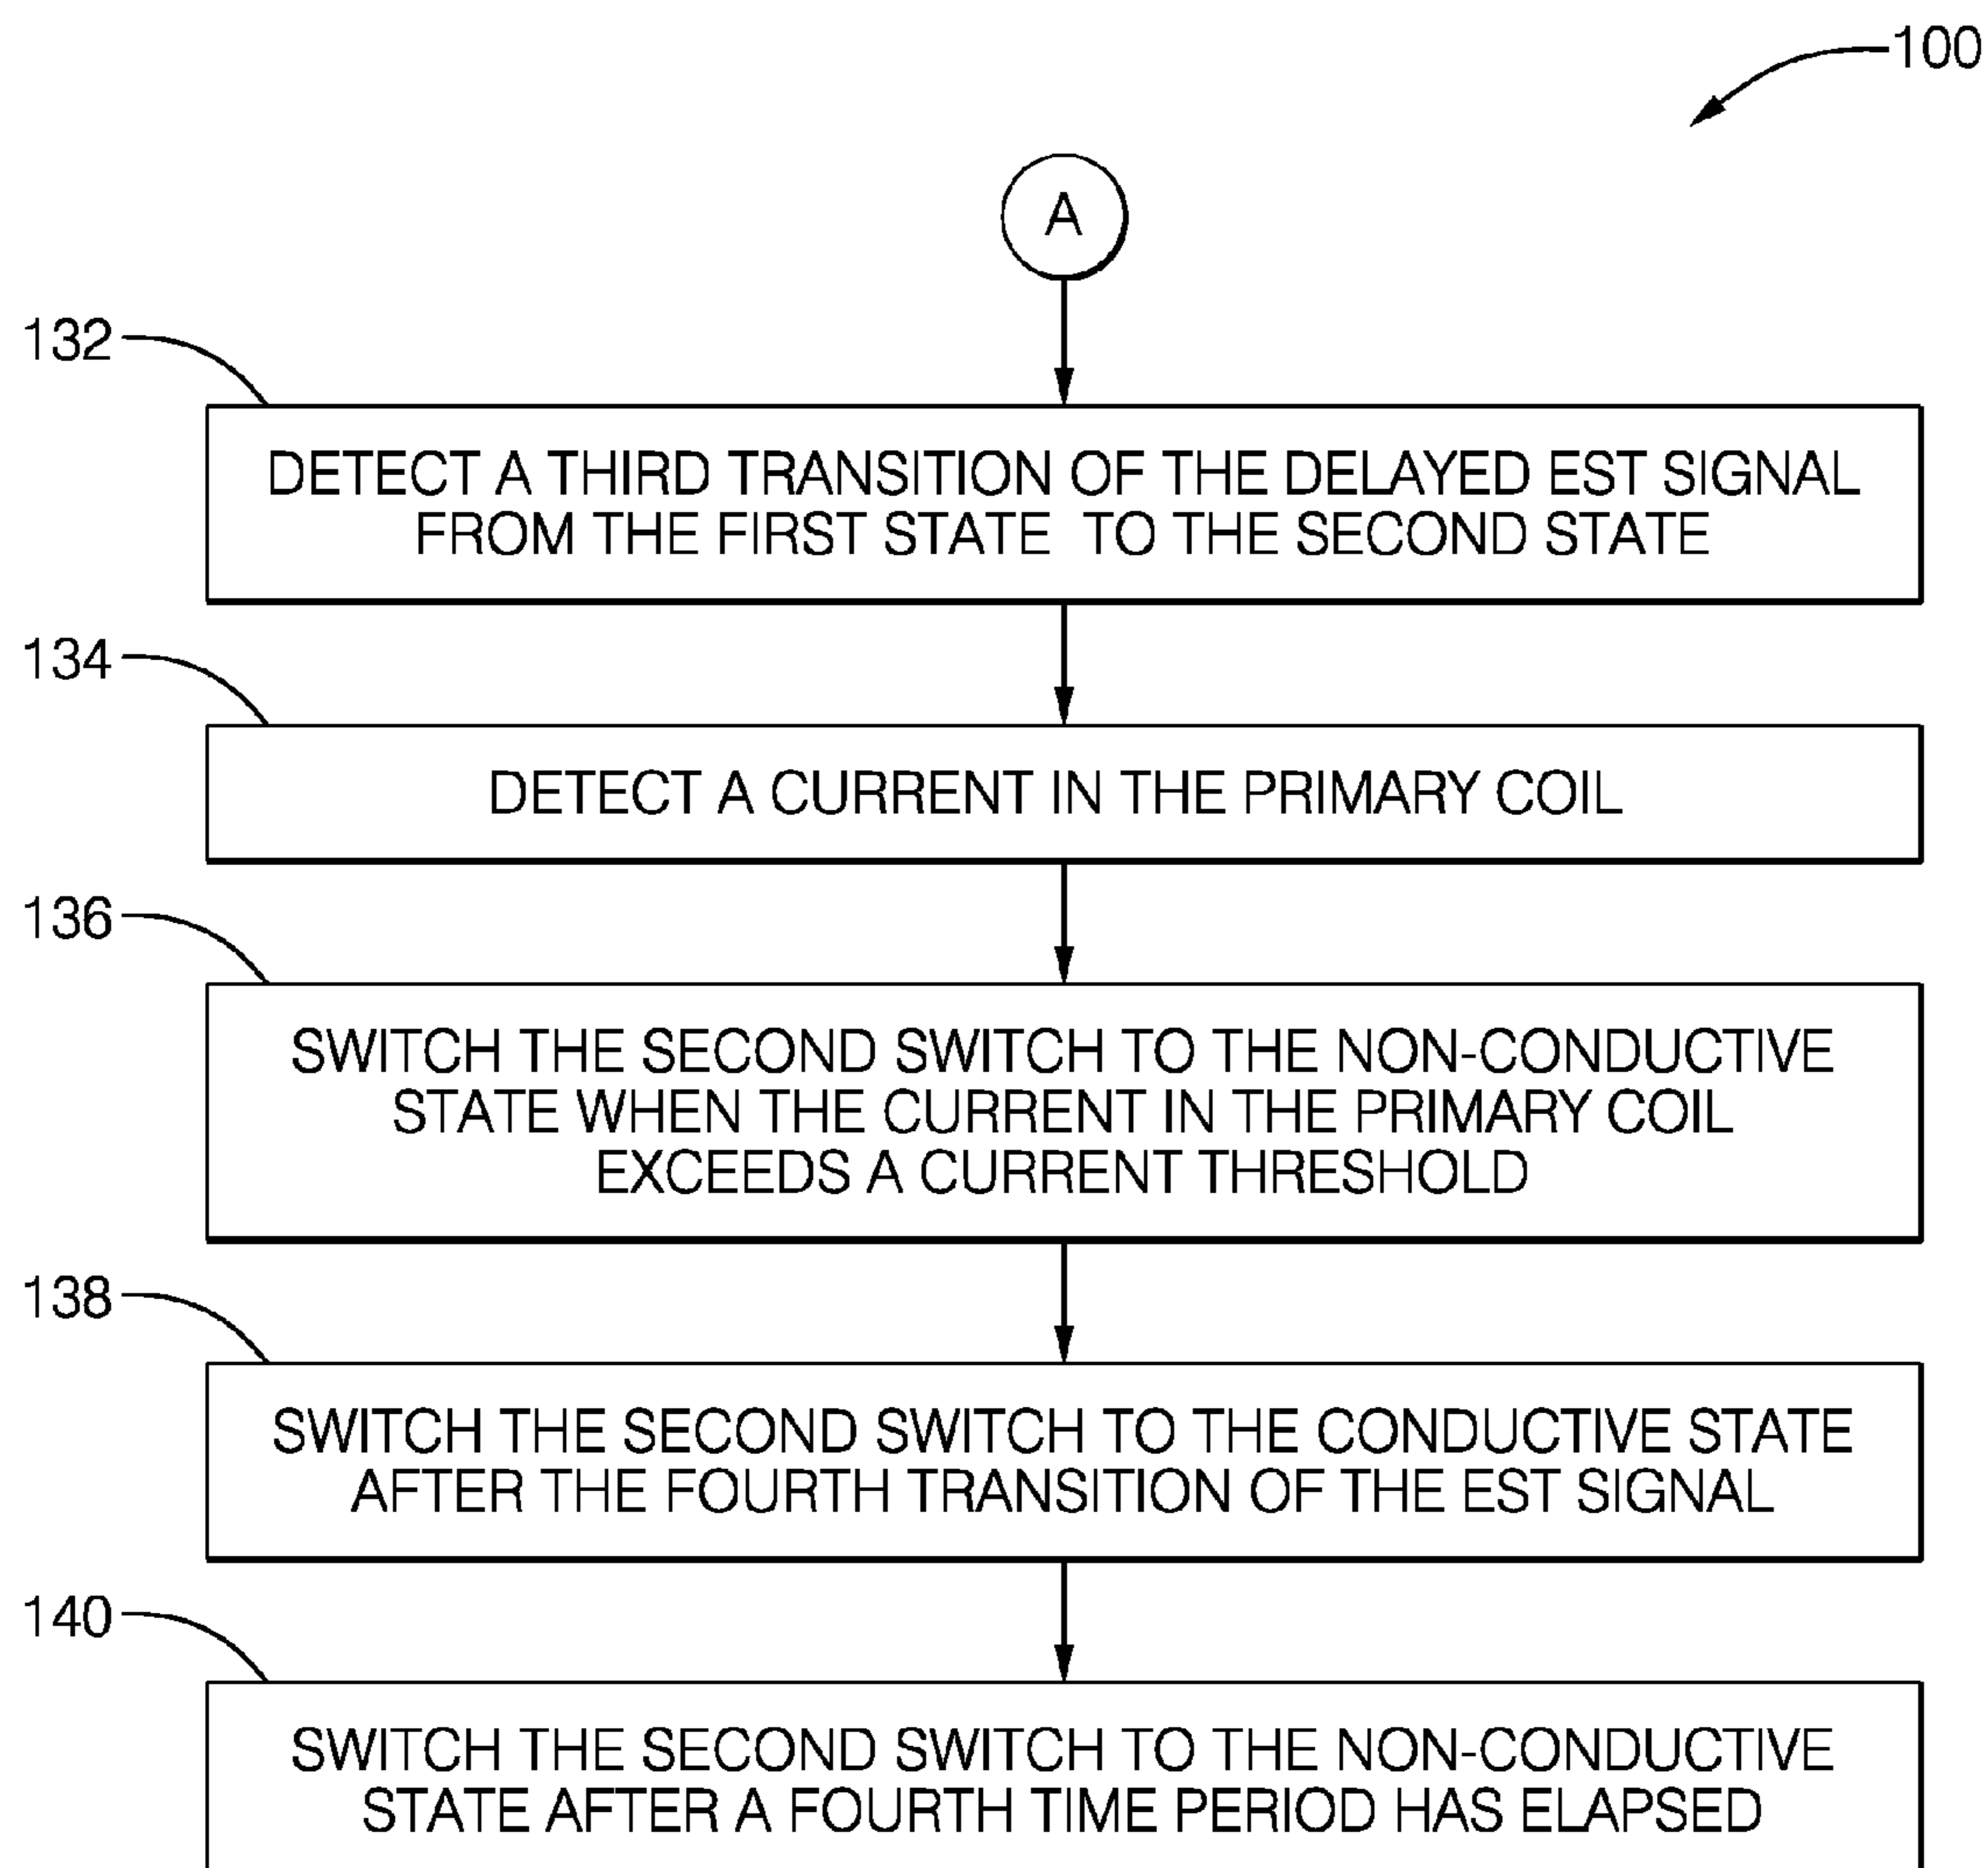 100
A
132
DETECT A THIRD TRANSITION OF THE DELAYED EST SIGNAL
FROM THE FIRST STATE TO THE SECOND STATE
134
DETECT A CURRENT IN THE PRIMARY COIL
136
SWITCH THE SECOND SWITCH TO THE NON-CONDUCTIVE
STATE WHEN THE CURRENT IN THE PRIMARY COIL
EXCEEDS A CURRENT THRESHOLD
138
SWITCH THE SECOND SWITCH TO THE CONDUCTIVE STATE
AFTER THE FOURTH TRANSITION OF THE EST SIGNAL
140
SWITCH THE SECOND SWITCH TO THE NON-CONDUCTIVE
STATE AFTER A FOURTH TIME PERIOD HAS ELAPSED